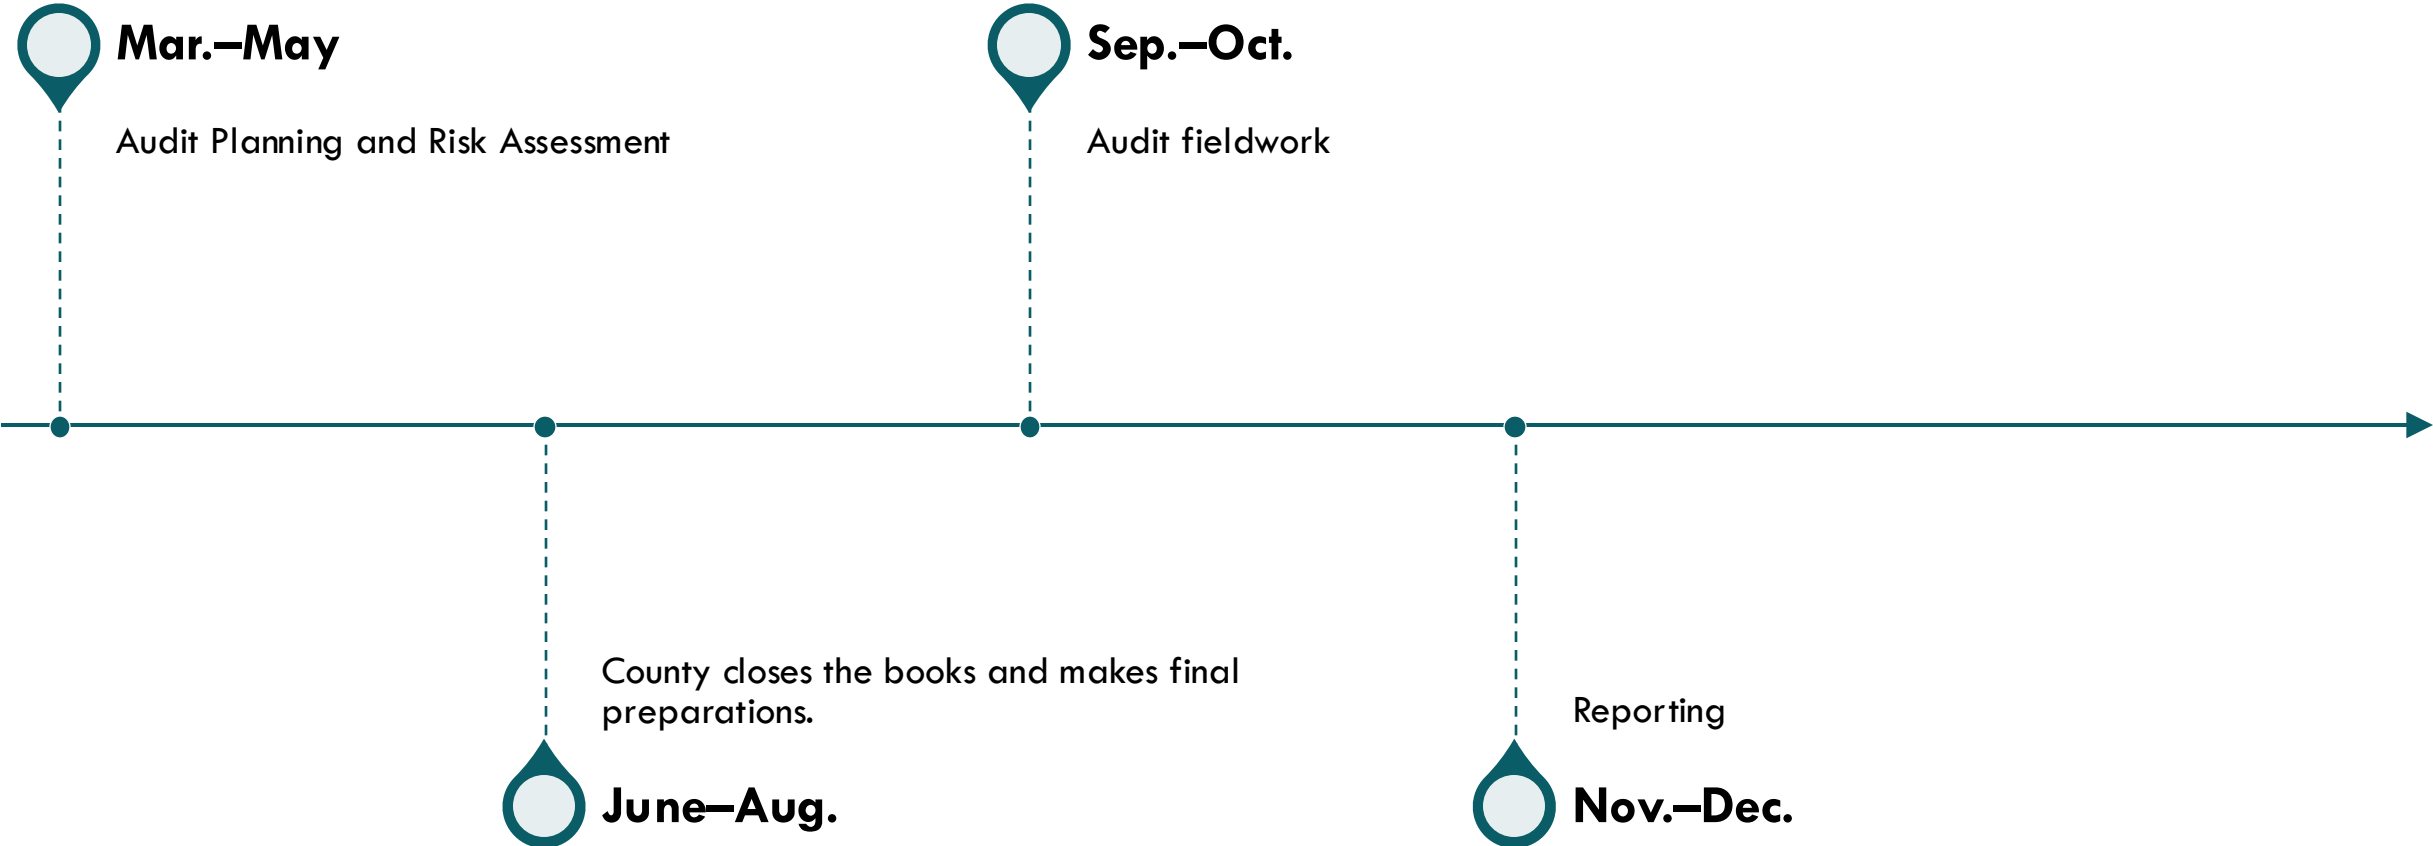 Mar.–May
Audit Planning and Risk Assessment
Sep.–Oct.
Audit fieldwork
County closes the books and makes final
preparations.
June–Aug.
Reporting
Nov.–Dec.